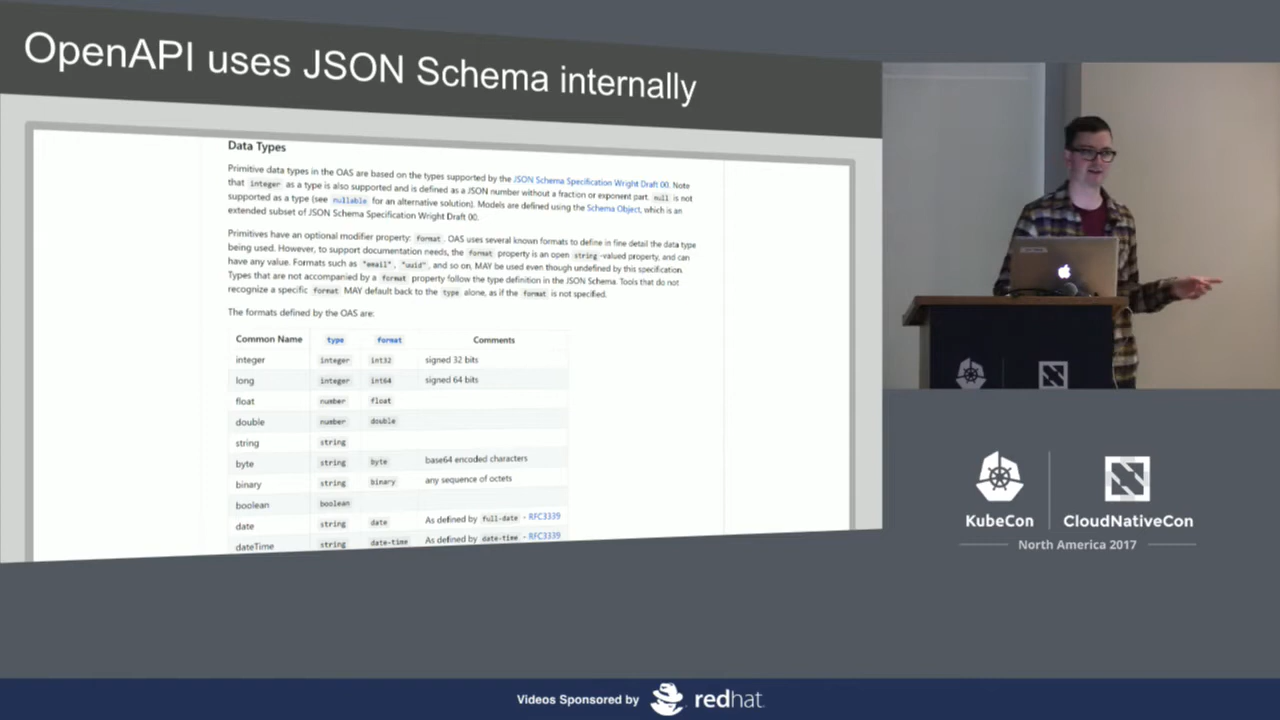 OpenAPI uses JSON Schema internally
Data Types
Primitive data types in the OAS are based on the types supported by the JSON Schema Specification Wright Draft 00. Note
that integer as a type is also supported and is defined as a JSON number without a fraction or exponent part. null is not
supported as a type (see nullable for an alternative solution). Models are defined using the Schema Object, which is an
extended subset of JSON Schema Specification Wright Draft 00.
Primitives have an optional modifier property: format. OAS uses several known formats to define in fine detail the data type
being used. However, to support documentation needs, the format property is an open string-valued property, and can
have any value. Formats such as "email", "uuid", and so on, MAY be used even though undefined by this specification.
Types that are not accompanied by a format property follow the type definition in the JSON Schema. Tools that do not
recognize a specific format MAY default back to the type alone, as if the format is not specified.
The formats defined by the OAS are:
Common Name type format Comments
integer integer int32 signed 32 bits
long integer int64 signed 64 bits
float number float
double number double
string string
byte string byte base64 encoded characters
binary string binary any sequence of octets
boolean boolean
date string date As defined by full-date - RFC3339
dateTime string date-time As defined by date-time - RFC3339
KubeCon CloudNativeCon
North America 2017
Videos Sponsored by redhat.